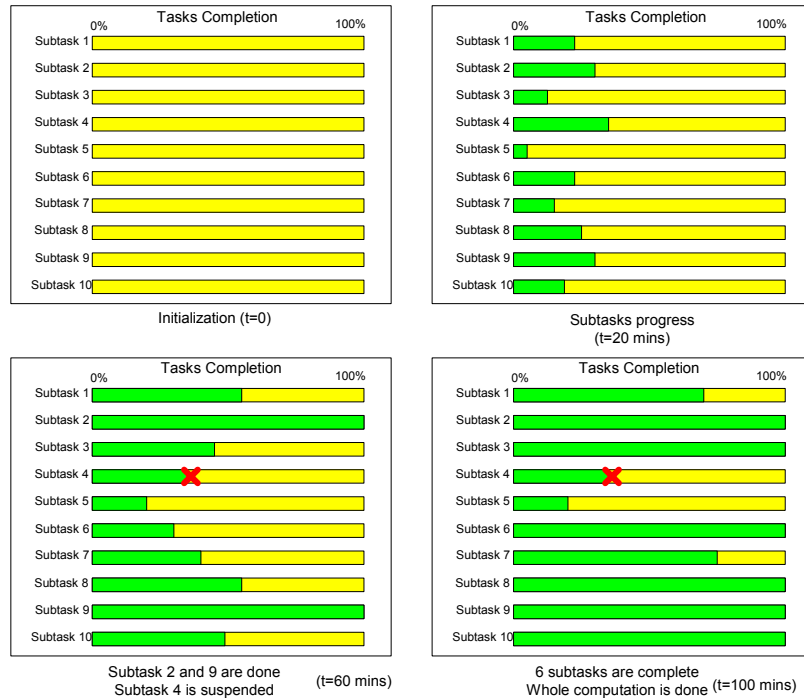 Tasks Completion
0% 100%
Subtask 1
Subtask 2
Subtask 3
Subtask 4
Subtask 5
Subtask 6
Subtask 7
Subtask 8
Subtask 9
Subtask 10
Initialization (t=0)
Tasks Completion
0% 100%
Subtask 1
Subtask 2
Subtask 3
Subtask 4
Subtask 5
Subtask 6
Subtask 7
Subtask 8
Subtask 9
Subtask 10
Subtasks progress
(t=20 mins)
Tasks Completion
0% 100%
Subtask 1
Subtask 2
Subtask 3
Subtask 4
Subtask 5
Subtask 6
Subtask 7
Subtask 8
Subtask 9
Subtask 10
Subtask 2 and 9 are done
Subtask 4 is suspended
(t=60 mins)
Tasks Completion
0% 100%
Subtask 1
Subtask 2
Subtask 3
Subtask 4
Subtask 5
Subtask 6
Subtask 7
Subtask 8
Subtask 9
Subtask 10
6 subtasks are complete
Whole computation is done
(t=100 mins)